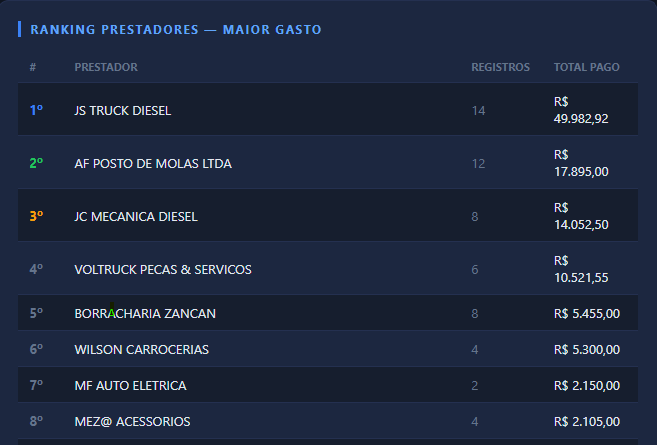 RANKING PRESTADORES — MAIOR GASTO
# PRESTADOR REGISTROS TOTAL PAGO
1º JS TRUCK DIESEL 14 R$ 49.982,92
2º AF POSTO DE MOLAS LTDA 12 R$ 17.895,00
3º JC MECANICA DIESEL 8 R$ 14.052,50
4º VOLTRUCK PECAS & SERVICOS 6 R$ 10.521,55
5º BORRACHARIA ZANCAN 8 R$ 5.455,00
6º WILSON CARROCERIAS 4 R$ 5.300,00
7º MF AUTO ELETRICA 2 R$ 2.150,00
8º MEZ@ ACESSORIOS 4 R$ 2.105,00